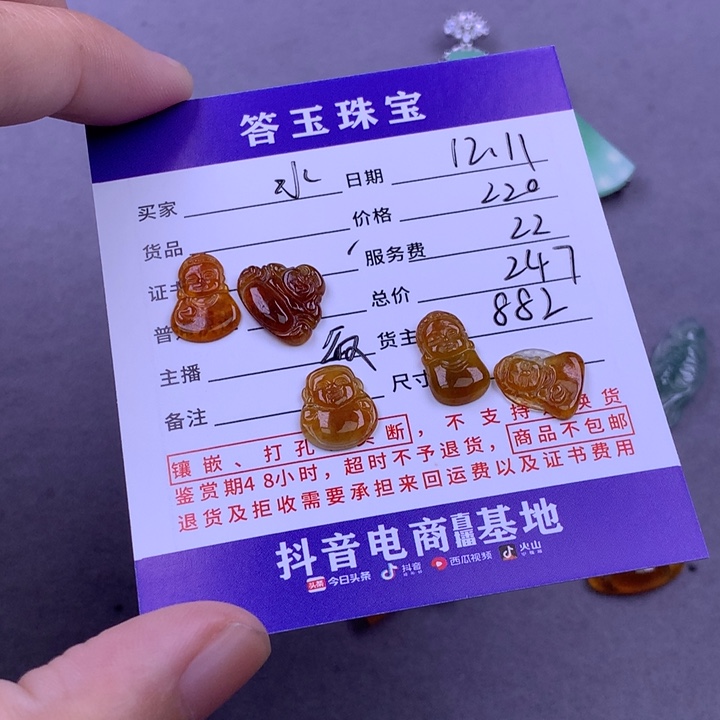 答玉珠宝
买家 水 日期 12.11
货品 价格 220
证书 服务费 22
总价 247
普 货主 882
主播 尺寸
备注
镶嵌、打孔 断，不支持 换货
鉴赏期48小时，超时不予退货，商品不包邮
退货及拒收需要承担来回运费以及证书费用
抖音电商直播基地
头条 今日头条 抖音 西瓜视频 火山